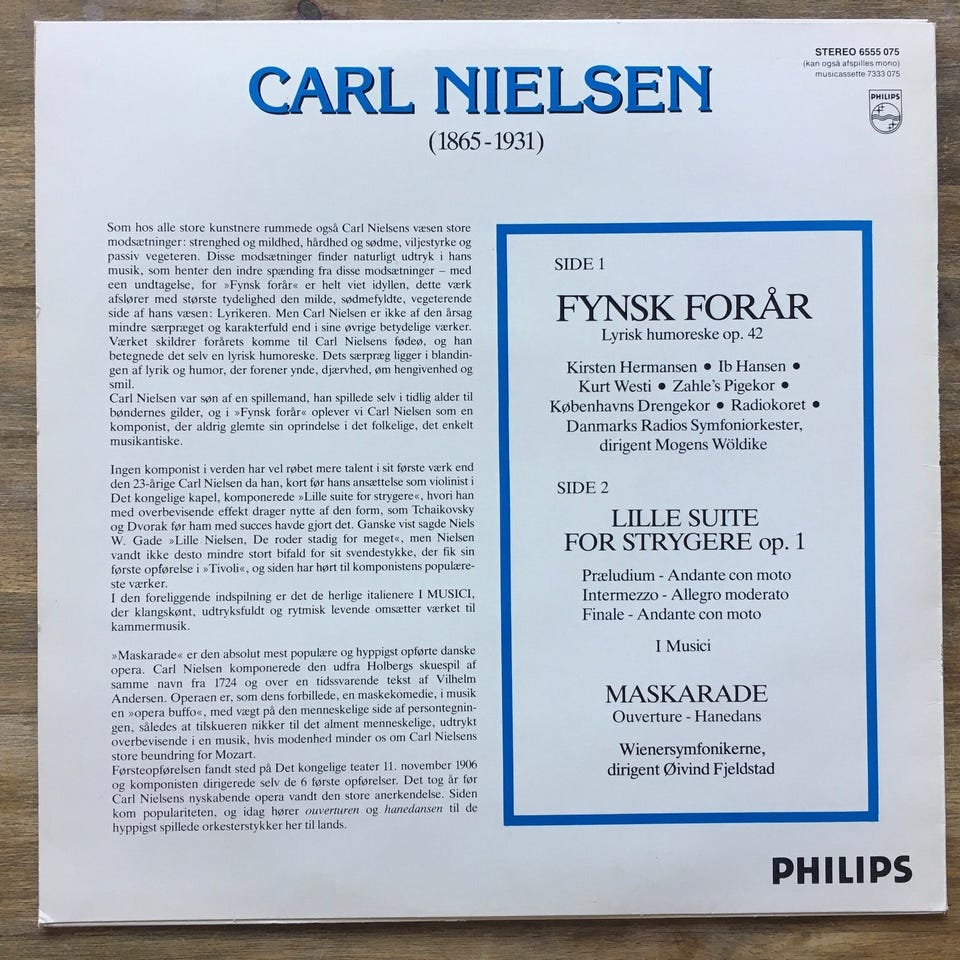 STEREO 6555 075
(kan også afspilles mono)
musicassette 7333 075
PHILIPS
CARL NIELSEN
(1865-1931)
Som hos alle store kunstnere rummede også Carl Nielsens væsen store
modsætninger: strenghed og mildhed, hårdhed og sødme, viljestyrke og
passiv vegeteren. Disse modsætninger finder naturligt udtryk i hans
musik, som henter den indre spænding fra disse modsætninger – med
een undtagelse, for »Fynsk forår« er helt viet idyllen, dette værk
afslører med største tydelighed den milde, sødmefyldte, vegeterende
side af hans væsen: Lyrikeren. Men Carl Nielsen er ikke af den årsag
mindre særpræget og karakterfuld end i sine øvrige betydelige værker.
Værket skildrer forårets komme til Carl Nielsens fødeø, og han
betegnede det selv en lyrisk humoreske. Dets særpræg ligger i blandin-
gen af lyrik og humor, der forener ynde, djærvhed, øm hengivenhed og
smil.
Carl Nielsen var søn af en spillemand, han spillede selv i tidlig alder til
bøndernes gilder, og i »Fynsk forår« oplever vi Carl Nielsen som en
komponist, der aldrig glemte sin oprindelse i det folkelige, det enkelt
musikantiske.
Ingen komponist i verden har vel røbet mere talent i sit første værk end
den 23-årige Carl Nielsen da han, kort før hans ansættelse som violinist i
Det kongelige kapel, komponerede »Lille suite for strygere«, hvori han
med overbevisende effekt drager nytte af den form, som Tchaikovsky
og Dvorak før ham med succes havde gjort det. Ganske vist sagde Niels
W. Gade »Lille Nielsen, De roder stadig for meget«, men Nielsen
vandt ikke desto mindre stort bifald for sit svendestykke, der fik sin
første opførelse i »Tivoli«, og siden har hørt til komponistens populære-
ste værker.
I den foreliggende indspilning er det de herlige italienere I MUSICI,
der klangskønt, udtryksfuldt og rytmisk levende omsætter værket til
kammermusik.
»Maskarade« er den absolut mest populære og hyppigst opførte danske
opera. Carl Nielsen komponerede den udfra Holbergs skuespil af
samme navn fra 1724 og over en tidssvarende tekst af Vilhelm
Andersen. Operaen er, som dens forbillede, en maskekomedie, i musik
en »opera buffo«, med vægt på den menneskelige side af persontegnin-
gen, således at tilskueren nikker til det alment menneskelige, udtrykt
overbevisende i en musik, hvis modenhed minder os om Carl Nielsens
store beundring for Mozart.
Førsteopførelsen fandt sted på Det kongelige teater 11. november 1906
og komponisten dirigerede selv de 6 første opførelser. Det tog år før
Carl Nielsens nyskabende opera vandt den store anerkendelse. Siden
kom populariteten, og idag hører ouverturen og hanedansen til de
hyppigst spillede orkesterstykker her til lands.
SIDE 1
FYNSK FORÅR
Lyrisk humoreske op. 42
Kirsten Hermansen • Ib Hansen •
Kurt Westi • Zahle's Pigekor •
Københavns Drengekor • Radiokoret •
Danmarks Radios Symfoniorkester,
dirigent Mogens Wöldike
SIDE 2
LILLE SUITE
FOR STRYGERE op. 1
Præludium - Andante con moto
Intermezzo - Allegro moderato
Finale - Andante con moto
I Musici
MASKARADE
Ouverture - Hanedans
Wienersymfonikerne,
dirigent Øivind Fjeldstad
PHILIPS